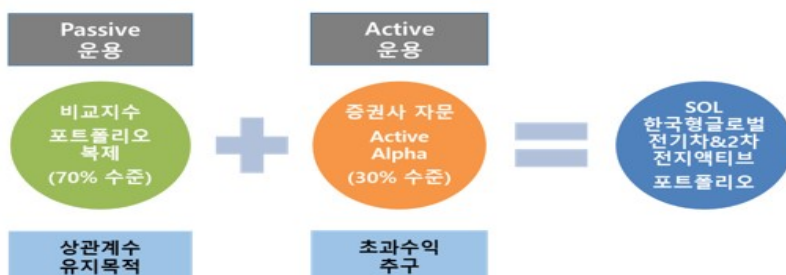 Passive
운용
Active
운용
비교지수
포트폴리오
복제
(70% 수준)
증권사 자문
Active
Alpha
(30% 수준)
SOL
한국형글로벌
전기차&2차
전지액티브
포트폴리오
상관계수
유지목적
초과수익
추구